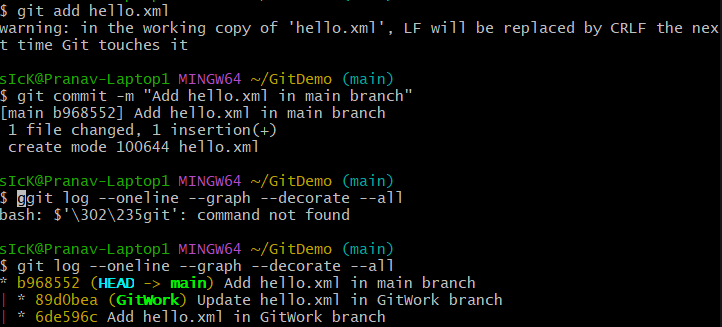 $ git add hello.xml
warning: in the working copy of 'hello.xml', LF will be replaced by CRLF the nex
t time Git touches it
sIcK@Pranav-Laptop1 MINGW64 ~/GitDemo (main)
$ git commit -m "Add hello.xml in main branch"
[main b968552] Add hello.xml in main branch
 1 file changed, 1 insertion(+)
 create mode 100644 hello.xml
sIcK@Pranav-Laptop1 MINGW64 ~/GitDemo (main)
$ ggit log --oneline --graph --decorate --all
bash: $'\302\235git': command not found
sIcK@Pranav-Laptop1 MINGW64 ~/GitDemo (main)
$ git log --oneline --graph --decorate --all
* b968552 (HEAD -> main) Add hello.xml in main branch
| * 89d0bea (GitWork) Update hello.xml in GitWork branch
| * 6de596c Add hello.xml in GitWork branch